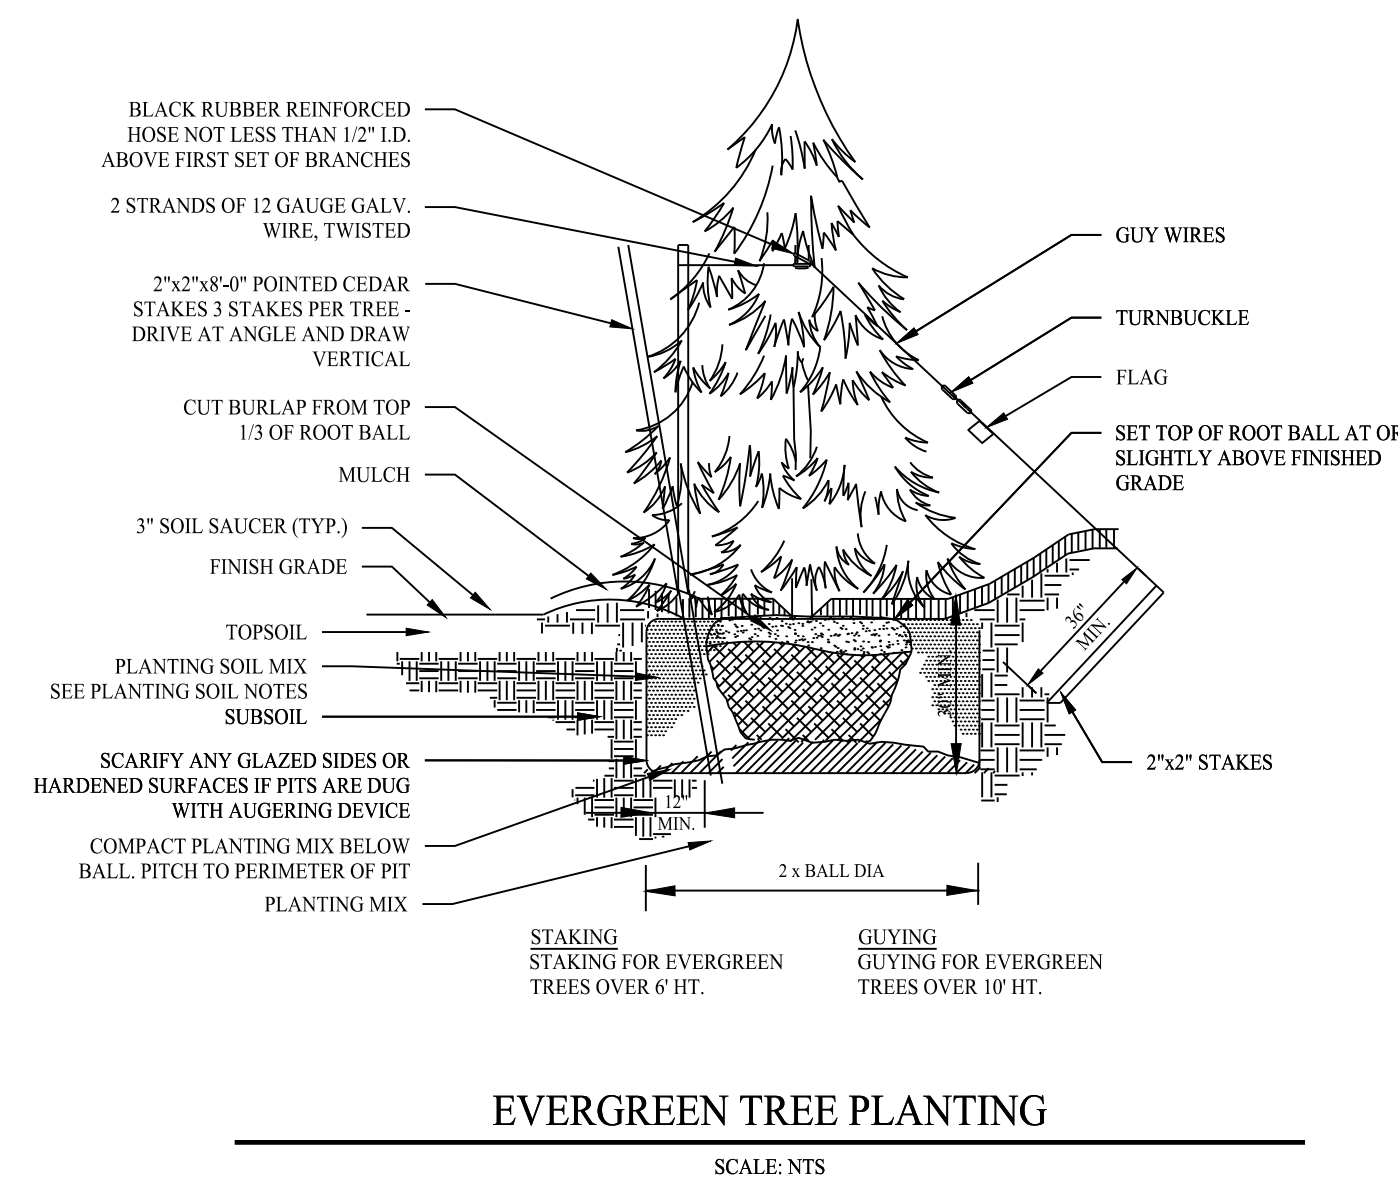 BLACK RUBBER REINFORCED
HOSE NOT LESS THAN 1/2" I.D.
ABOVE FIRST SET OF BRANCHES
2 STRANDS OF 12 GAUGE GALV.
WIRE, TWISTED
2"x2"x8'-0" POINTED CEDAR
STAKES 3 STAKES PER TREE -
DRIVE AT ANGLE AND DRAW
VERTICAL
CUT BURLAP FROM TOP
1/3 OF ROOT BALL
MULCH
3" SOIL SAUCER (TYP.)
FINISH GRADE
TOPSOIL
PLANTING SOIL MIX
SEE PLANTING SOIL NOTES
SUBSOIL
SCARIFY ANY GLAZED SIDES OR
HARDENED SURFACES IF PITS ARE DUG
WITH AUGERING DEVICE
COMPACT PLANTING MIX BELOW
BALL. PITCH TO PERIMETER OF PIT
PLANTING MIX
GUY WIRES
TURNBUCKLE
FLAG
SET TOP OF ROOT BALL AT OR
SLIGHTLY ABOVE FINISHED
GRADE
36"
MIN.
2"x2" STAKES
MIN
12"
MIN.
2 x BALL DIA
STAKING
STAKING FOR EVERGREEN
TREES OVER 6' HT.
GUYING
GUYING FOR EVERGREEN
TREES OVER 10' HT.
EVERGREEN TREE PLANTING
SCALE: NTS